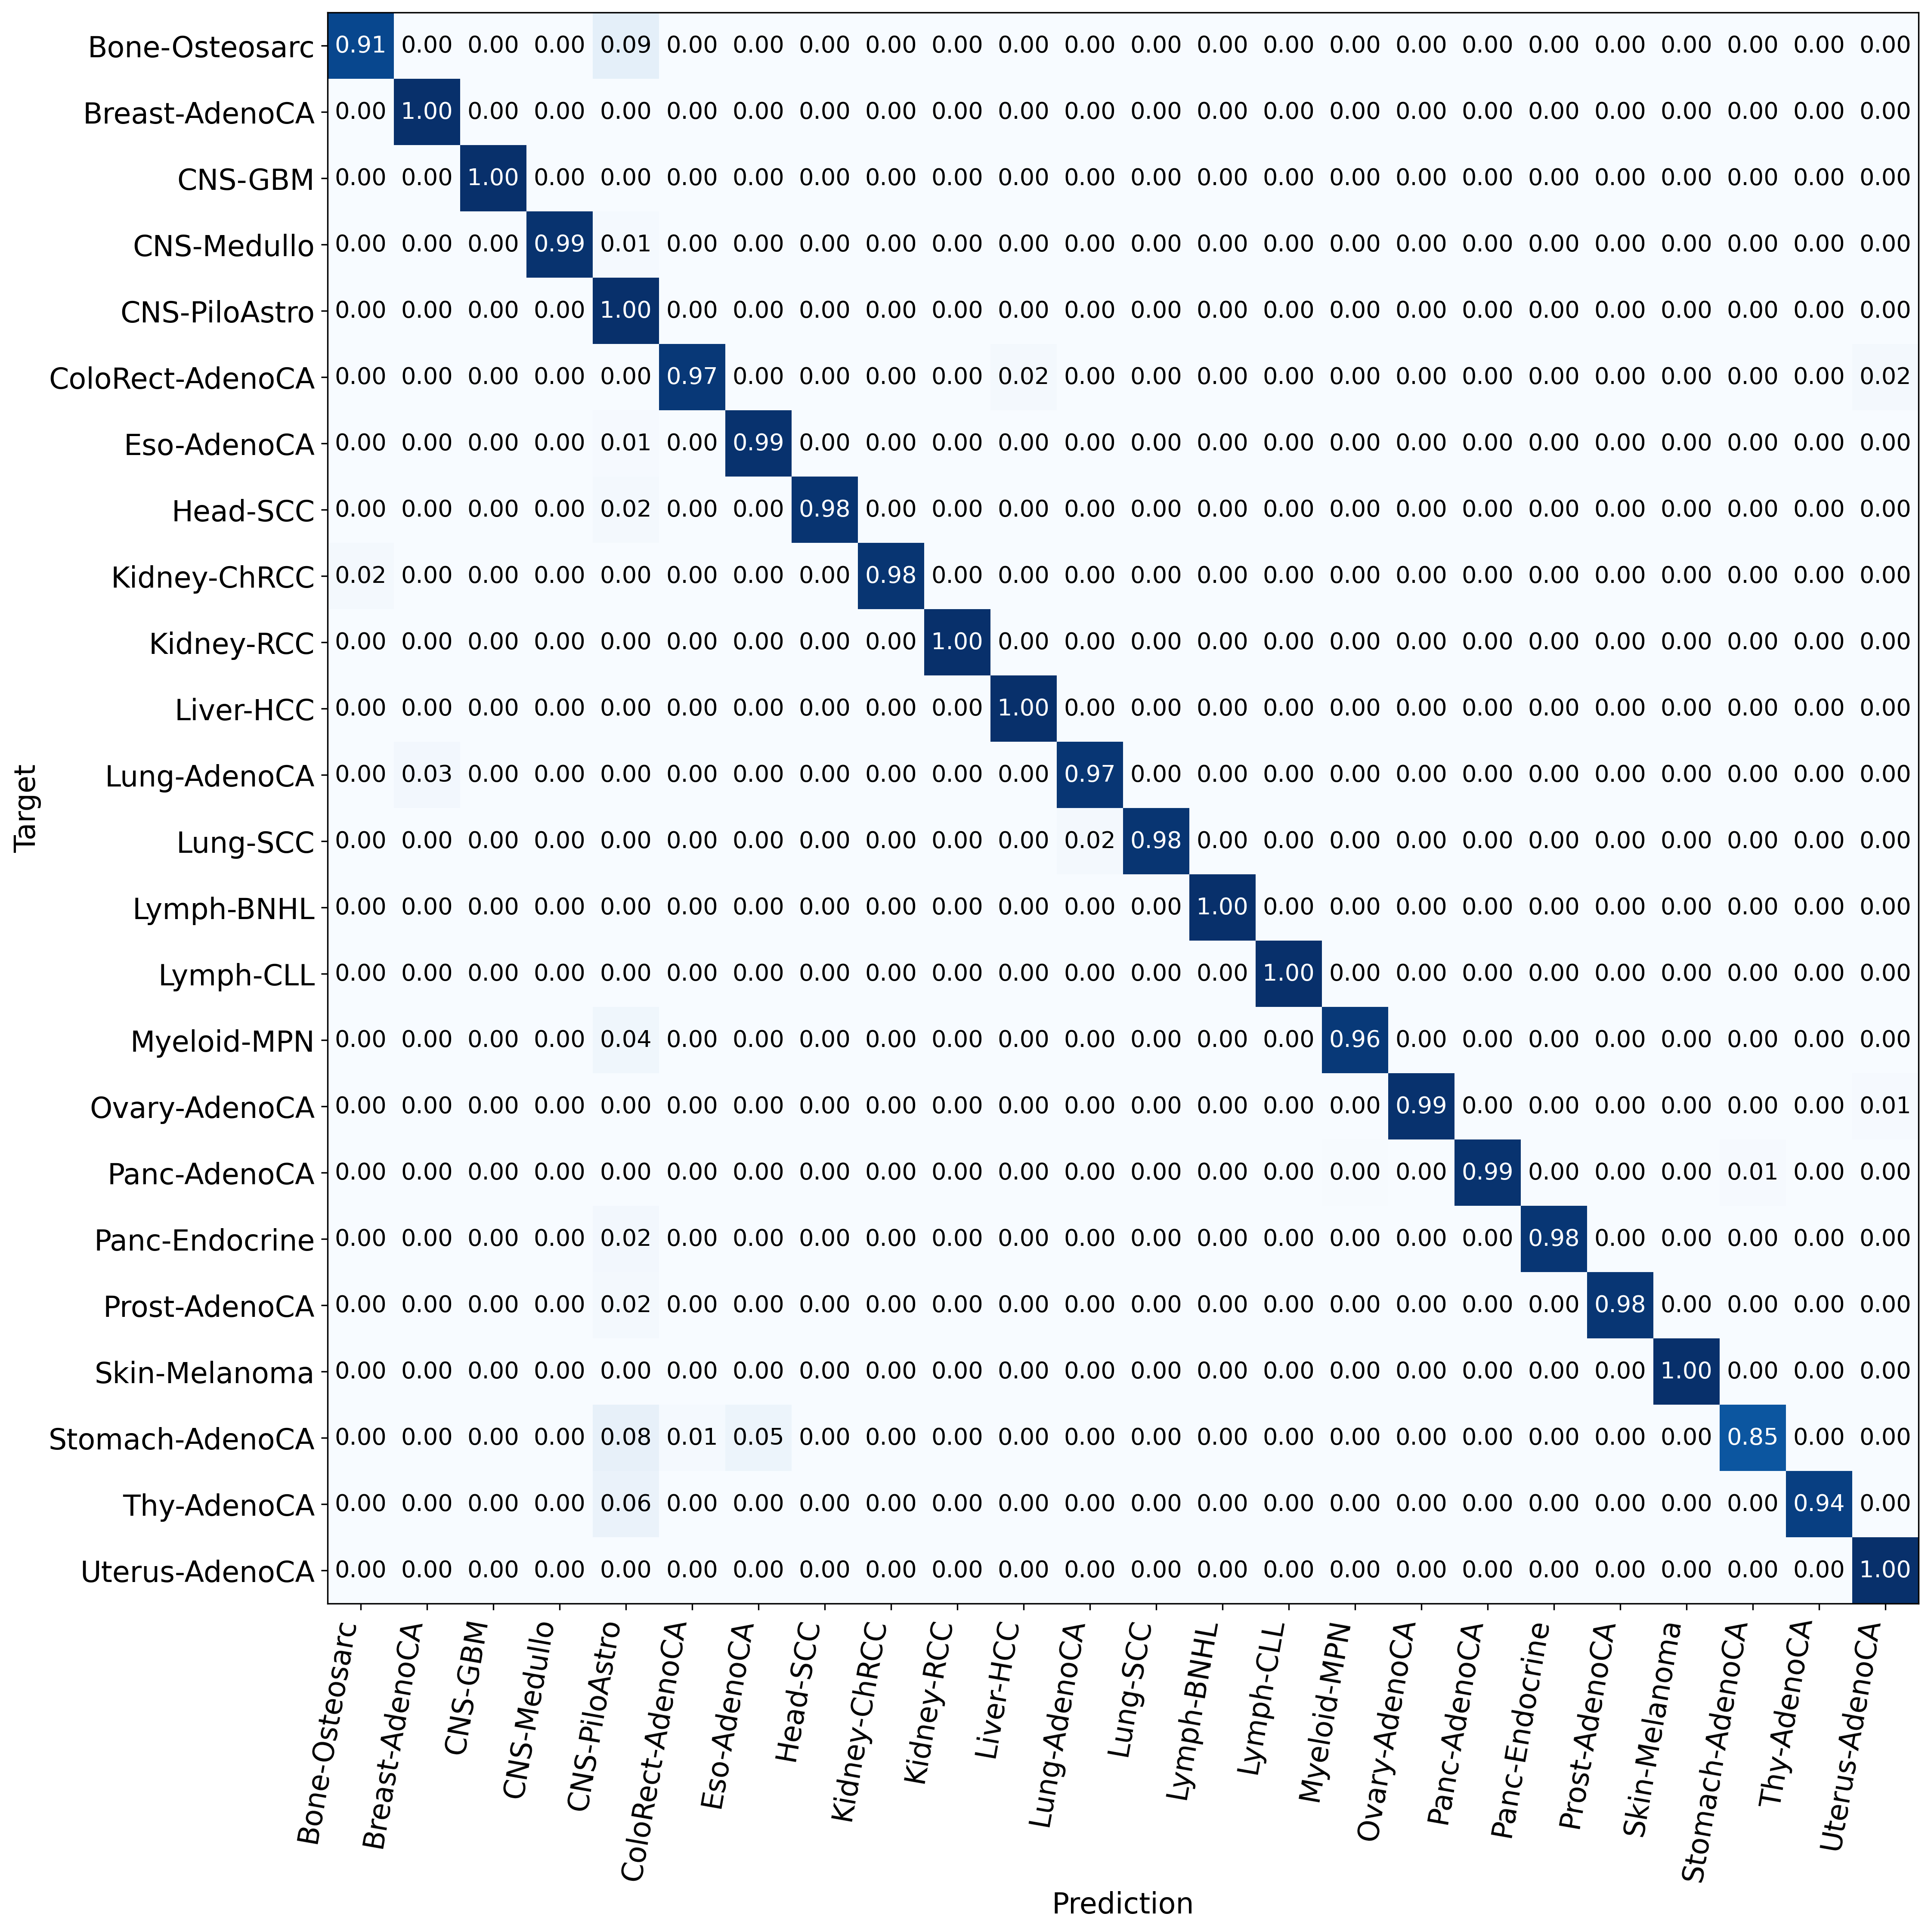 Bone-Osteosarc 0.91 0.00 0.00 0.00 0.09 0.00 0.00 0.00 0.00 0.00 0.00 0.00 0.00 0.00 0.00 0.00 0.00 0.00 0.00 0.00 0.00 0.00 0.00 0.00
Breast-AdenoCA 0.00 1.00 0.00 0.00 0.00 0.00 0.00 0.00 0.00 0.00 0.00 0.00 0.00 0.00 0.00 0.00 0.00 0.00 0.00 0.00 0.00 0.00 0.00 0.00
CNS-GBM 0.00 0.00 1.00 0.00 0.00 0.00 0.00 0.00 0.00 0.00 0.00 0.00 0.00 0.00 0.00 0.00 0.00 0.00 0.00 0.00 0.00 0.00 0.00 0.00
CNS-Medullo 0.00 0.00 0.00 0.99 0.01 0.00 0.00 0.00 0.00 0.00 0.00 0.00 0.00 0.00 0.00 0.00 0.00 0.00 0.00 0.00 0.00 0.00 0.00 0.00
CNS-PiloAstro 0.00 0.00 0.00 0.00 1.00 0.00 0.00 0.00 0.00 0.00 0.00 0.00 0.00 0.00 0.00 0.00 0.00 0.00 0.00 0.00 0.00 0.00 0.00 0.00
ColoRect-AdenoCA 0.00 0.00 0.00 0.00 0.00 0.97 0.00 0.00 0.00 0.00 0.02 0.00 0.00 0.00 0.00 0.00 0.00 0.00 0.00 0.00 0.00 0.00 0.00 0.02
Eso-AdenoCA 0.00 0.00 0.00 0.00 0.01 0.00 0.99 0.00 0.00 0.00 0.00 0.00 0.00 0.00 0.00 0.00 0.00 0.00 0.00 0.00 0.00 0.00 0.00 0.00
Head-SCC 0.00 0.00 0.00 0.00 0.02 0.00 0.00 0.98 0.00 0.00 0.00 0.00 0.00 0.00 0.00 0.00 0.00 0.00 0.00 0.00 0.00 0.00 0.00 0.00
Kidney-ChRCC 0.02 0.00 0.00 0.00 0.00 0.00 0.00 0.00 0.98 0.00 0.00 0.00 0.00 0.00 0.00 0.00 0.00 0.00 0.00 0.00 0.00 0.00 0.00 0.00
Kidney-RCC 0.00 0.00 0.00 0.00 0.00 0.00 0.00 0.00 0.00 1.00 0.00 0.00 0.00 0.00 0.00 0.00 0.00 0.00 0.00 0.00 0.00 0.00 0.00 0.00
Liver-HCC 0.00 0.00 0.00 0.00 0.00 0.00 0.00 0.00 0.00 0.00 1.00 0.00 0.00 0.00 0.00 0.00 0.00 0.00 0.00 0.00 0.00 0.00 0.00 0.00
Lung-AdenoCA 0.00 0.03 0.00 0.00 0.00 0.00 0.00 0.00 0.00 0.00 0.00 0.97 0.00 0.00 0.00 0.00 0.00 0.00 0.00 0.00 0.00 0.00 0.00 0.00
Lung-SCC 0.00 0.00 0.00 0.00 0.00 0.00 0.00 0.00 0.00 0.00 0.00 0.02 0.98 0.00 0.00 0.00 0.00 0.00 0.00 0.00 0.00 0.00 0.00 0.00
Lymph-BNHL 0.00 0.00 0.00 0.00 0.00 0.00 0.00 0.00 0.00 0.00 0.00 0.00 0.00 1.00 0.00 0.00 0.00 0.00 0.00 0.00 0.00 0.00 0.00 0.00
Lymph-CLL 0.00 0.00 0.00 0.00 0.00 0.00 0.00 0.00 0.00 0.00 0.00 0.00 0.00 0.00 1.00 0.00 0.00 0.00 0.00 0.00 0.00 0.00 0.00 0.00
Myeloid-MPN 0.00 0.00 0.00 0.00 0.04 0.00 0.00 0.00 0.00 0.00 0.00 0.00 0.00 0.00 0.00 0.96 0.00 0.00 0.00 0.00 0.00 0.00 0.00 0.00
Ovary-AdenoCA 0.00 0.00 0.00 0.00 0.00 0.00 0.00 0.00 0.00 0.00 0.00 0.00 0.00 0.00 0.00 0.00 0.99 0.00 0.00 0.00 0.00 0.00 0.00 0.01
Panc-AdenoCA 0.00 0.00 0.00 0.00 0.00 0.00 0.00 0.00 0.00 0.00 0.00 0.00 0.00 0.00 0.00 0.00 0.00 0.99 0.00 0.00 0.00 0.01 0.00 0.00
Panc-Endocrine 0.00 0.00 0.00 0.00 0.02 0.00 0.00 0.00 0.00 0.00 0.00 0.00 0.00 0.00 0.00 0.00 0.00 0.00 0.98 0.00 0.00 0.00 0.00 0.00
Prost-AdenoCA 0.00 0.00 0.00 0.00 0.02 0.00 0.00 0.00 0.00 0.00 0.00 0.00 0.00 0.00 0.00 0.00 0.00 0.00 0.00 0.98 0.00 0.00 0.00 0.00
Skin-Melanoma 0.00 0.00 0.00 0.00 0.00 0.00 0.00 0.00 0.00 0.00 0.00 0.00 0.00 0.00 0.00 0.00 0.00 0.00 0.00 0.00 1.00 0.00 0.00 0.00
Stomach-AdenoCA 0.00 0.00 0.00 0.00 0.08 0.01 0.05 0.00 0.00 0.00 0.00 0.00 0.00 0.00 0.00 0.00 0.00 0.00 0.00 0.00 0.00 0.85 0.00 0.00
Thy-AdenoCA 0.00 0.00 0.00 0.00 0.06 0.00 0.00 0.00 0.00 0.00 0.00 0.00 0.00 0.00 0.00 0.00 0.00 0.00 0.00 0.00 0.00 0.00 0.94 0.00
Uterus-AdenoCA 0.00 0.00 0.00 0.00 0.00 0.00 0.00 0.00 0.00 0.00 0.00 0.00 0.00 0.00 0.00 0.00 0.00 0.00 0.00 0.00 0.00 0.00 0.00 1.00
Target
Bone-Osteosarc
Breast-AdenoCA
CNS-GBM
CNS-Medullo
CNS-PiloAstro
ColoRect-AdenoCA
Eso-AdenoCA
Head-SCC
Kidney-ChRCC
Kidney-RCC
Liver-HCC
Lung-AdenoCA
Lung-SCC
Lymph-BNHL
Lymph-CLL
Myeloid-MPN
Ovary-AdenoCA
Panc-AdenoCA
Panc-Endocrine
Prost-AdenoCA
Skin-Melanoma
Stomach-AdenoCA
Thy-AdenoCA
Uterus-AdenoCA
Prediction